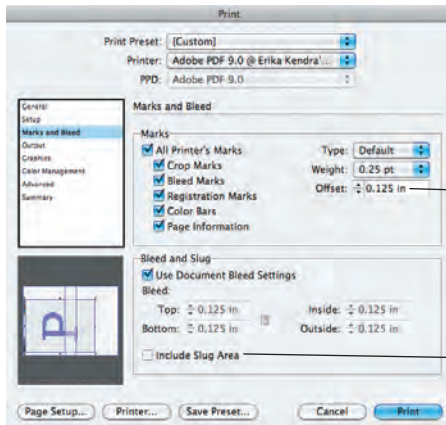 Print
Print Preset: [Custom]
Printer: Adobe PDF 9.0 @ Erika Kendra'...
PPD: Adobe PDF 9.0
General
Setup
Marks and Bleed
Output
Graphics
Color Management
Advanced
Summary
Marks and Bleed
Marks
All Printer's Marks
Crop Marks
Bleed Marks
Registration Marks
Color Bars
Page Information
Type: Default
Weight: 0.25 pt
Offset: 0.125 in
P
Bleed and Slug
Use Document Bleed Settings
Bleed:
Top: 0.125 in Inside: 0.125 in
Bottom: 0.125 in Outside: 0.125 in
Include Slug Area
Page Setup... Printer... Save Preset... Cancel Print